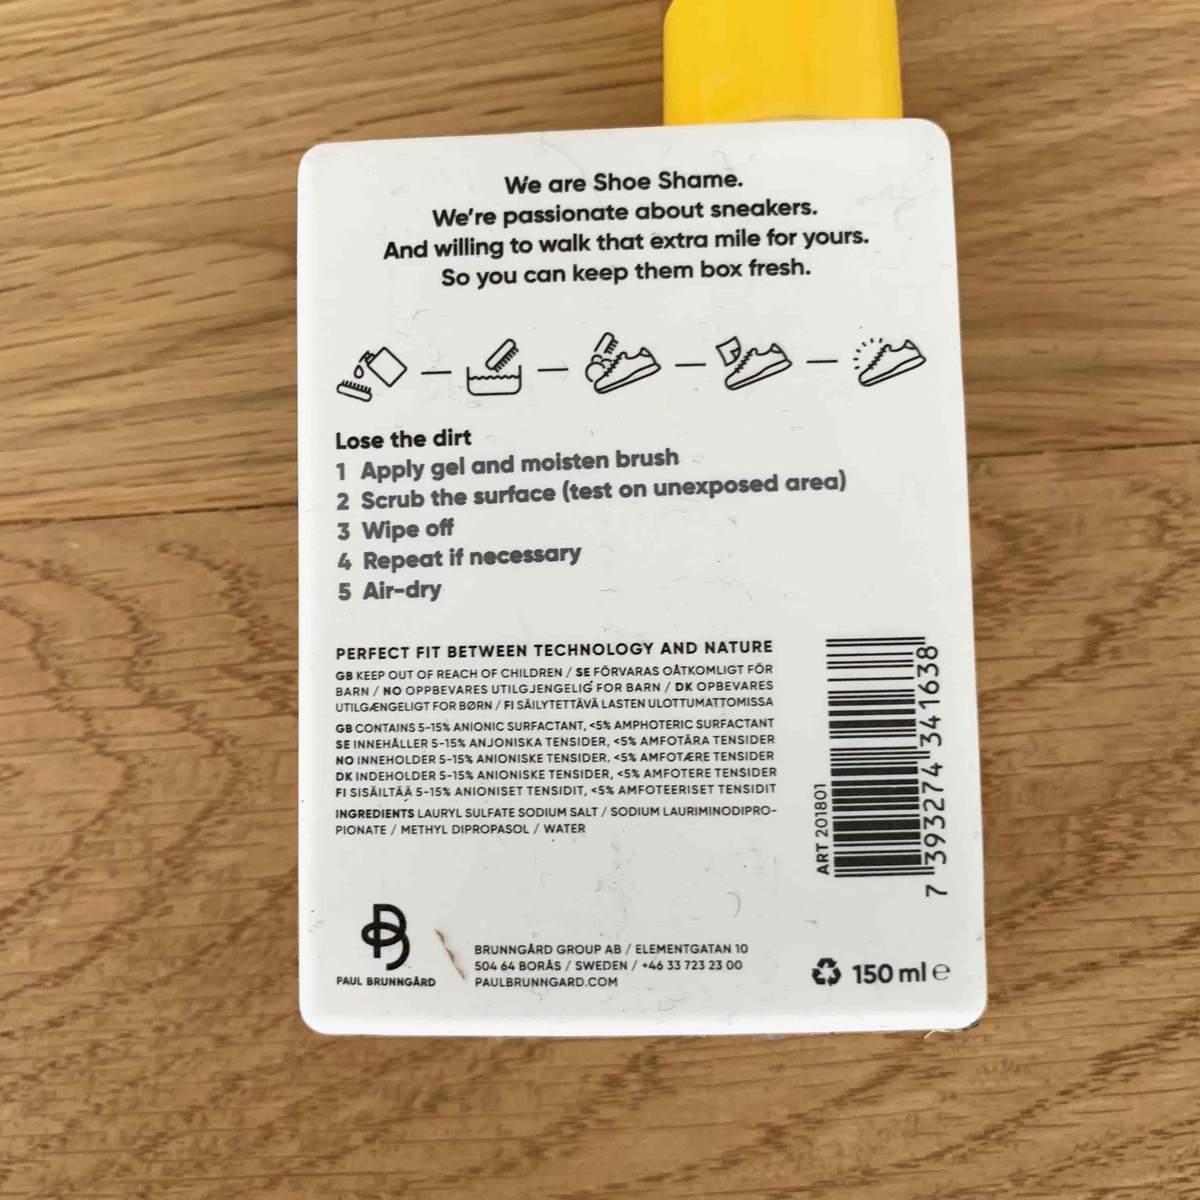 We are Shoe Shame.
We're passionate about sneakers.
And willing to walk that extra mile for yours.
So you can keep them box fresh.
Lose the dirt
1 Apply gel and moisten brush
2 Scrub the surface (test on unexposed area)
3 Wipe off
4 Repeat if necessary
5 Air-dry
PERFECT FIT BETWEEN TECHNOLOGY AND NATURE
GB KEEP OUT OF REACH OF CHILDREN / SE FÖRVARAS OÅTKOMLIGT FÖR
BARN / NO OPPBEVARES UTILGJENGELIG FOR BARN / DK OPBEVARES
UTILGÆNGELIGT FOR BØRN / FI SÄILYTETTÄVÄ LASTEN ULOTTUMATTOMISSA
GB CONTAINS 5-15% ANIONIC SURFACTANT, <5% AMPHOTERIC SURFACTANT
SE INNEHÅLLER 5-15% ANJONISKA TENSIDER, <5% AMFOTÄRA TENSIDER
NO INNEHOLDER 5-15% ANIONISKE TENSIDER, <5% AMFOTÆRE TENSIDER
DK INDEHOLDER 5-15% ANIONISKE TENSIDER, <5% AMFOTERE TENSIDER
FI SISÄILTÄÄ 5-15% ANIONISET TENSIDIT, <5% AMFOTEERISET TENSIDIT
INGREDIENTS LAURYL SULFATE SODIUM SALT / SODIUM LAURIMINODIPRO-
PIONATE / METHYL DIPROPASOL / WATER
ART 201801
7 393274 341638
PAUL BRUNNGÅRD
BRUNNGÅRD GROUP AB / ELEMENTGATAN 10
504 64 BORÅS / SWEDEN / +46 33 723 23 00
PAULBRUNNGARD.COM
150 ml e